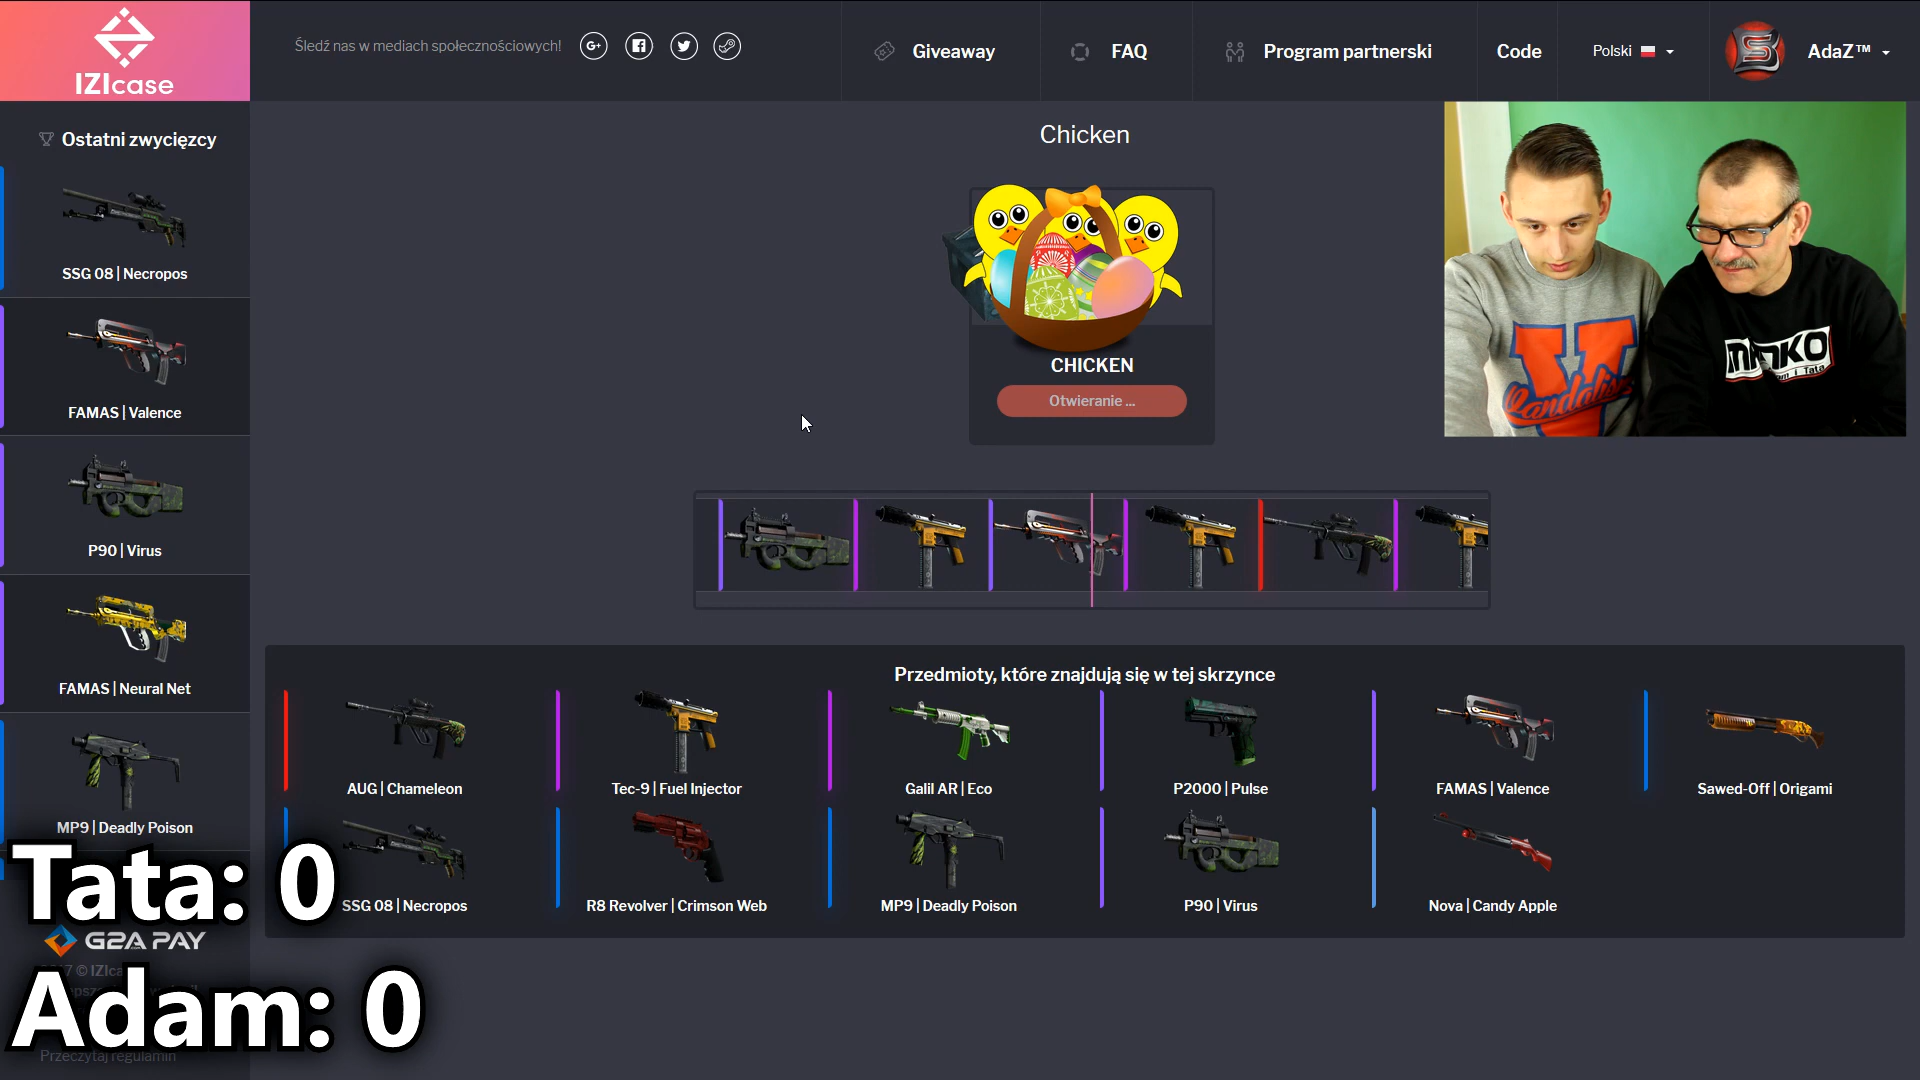 IZIcase
Śledź nas w mediach społecznościowych!
G+
Giveaway
FAQ
Program partnerski
Code
Polski
AdaZ™
Ostatni zwycięzcy
SSG 08 | Necropos
FAMAS | Valence
P90 | Virus
FAMAS | Neural Net
MP9 | Deadly Poison
Chicken
CHICKEN
Otwieranie ...
Vandalism
Przedmioty, które znajdują się w tej skrzynce
AUG | Chameleon
Tec-9 | Fuel Injector
Galil AR | Eco
P2000 | Pulse
FAMAS | Valence
Sawed-Off | Origami
SSG 08 | Necropos
R8 Revolver | Crimson Web
MP9 | Deadly Poison
P90 | Virus
Nova | Candy Apple
Tata: 0
G2A PAY
Adam: 0
Przeczytaj regulamin